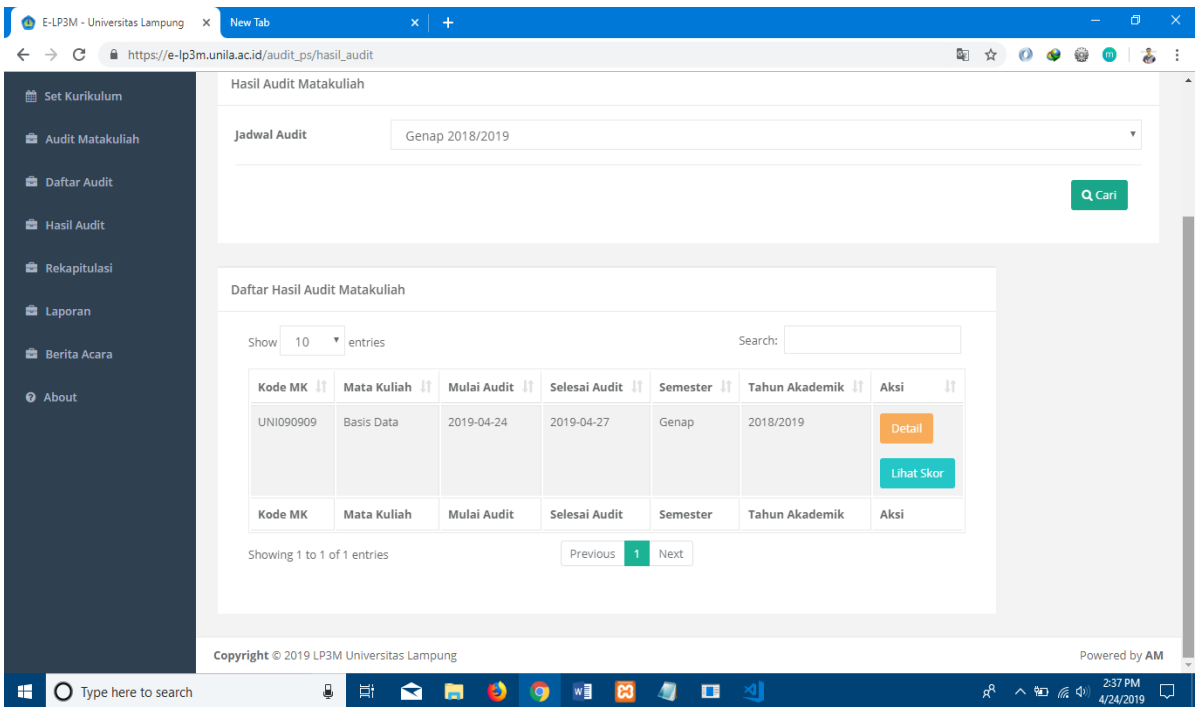 E-LP3M - Universitas Lampung
New Tab
https://e-lp3m.unila.ac.id/audit_ps/hasil_audit
Set Kurikulum
Audit Matakuliah
Daftar Audit
Hasil Audit
Rekapitulasi
Laporan
Berita Acara
About
Hasil Audit Matakuliah
Jadwal Audit Genap 2018/2019
Cari
Daftar Hasil Audit Matakuliah
Show 10 entries Search:
Kode MK Mata Kuliah Mulai Audit Selesai Audit Semester Tahun Akademik Aksi
UNI090909 Basis Data 2019-04-24 2019-04-27 Genap 2018/2019 Detail
Lihat Skor
Kode MK Mata Kuliah Mulai Audit Selesai Audit Semester Tahun Akademik Aksi
Showing 1 to 1 of 1 entries Previous 1 Next
Copyright © 2019 LP3M Universitas Lampung Powered by AM
Type here to search
2:37 PM
4/24/2019